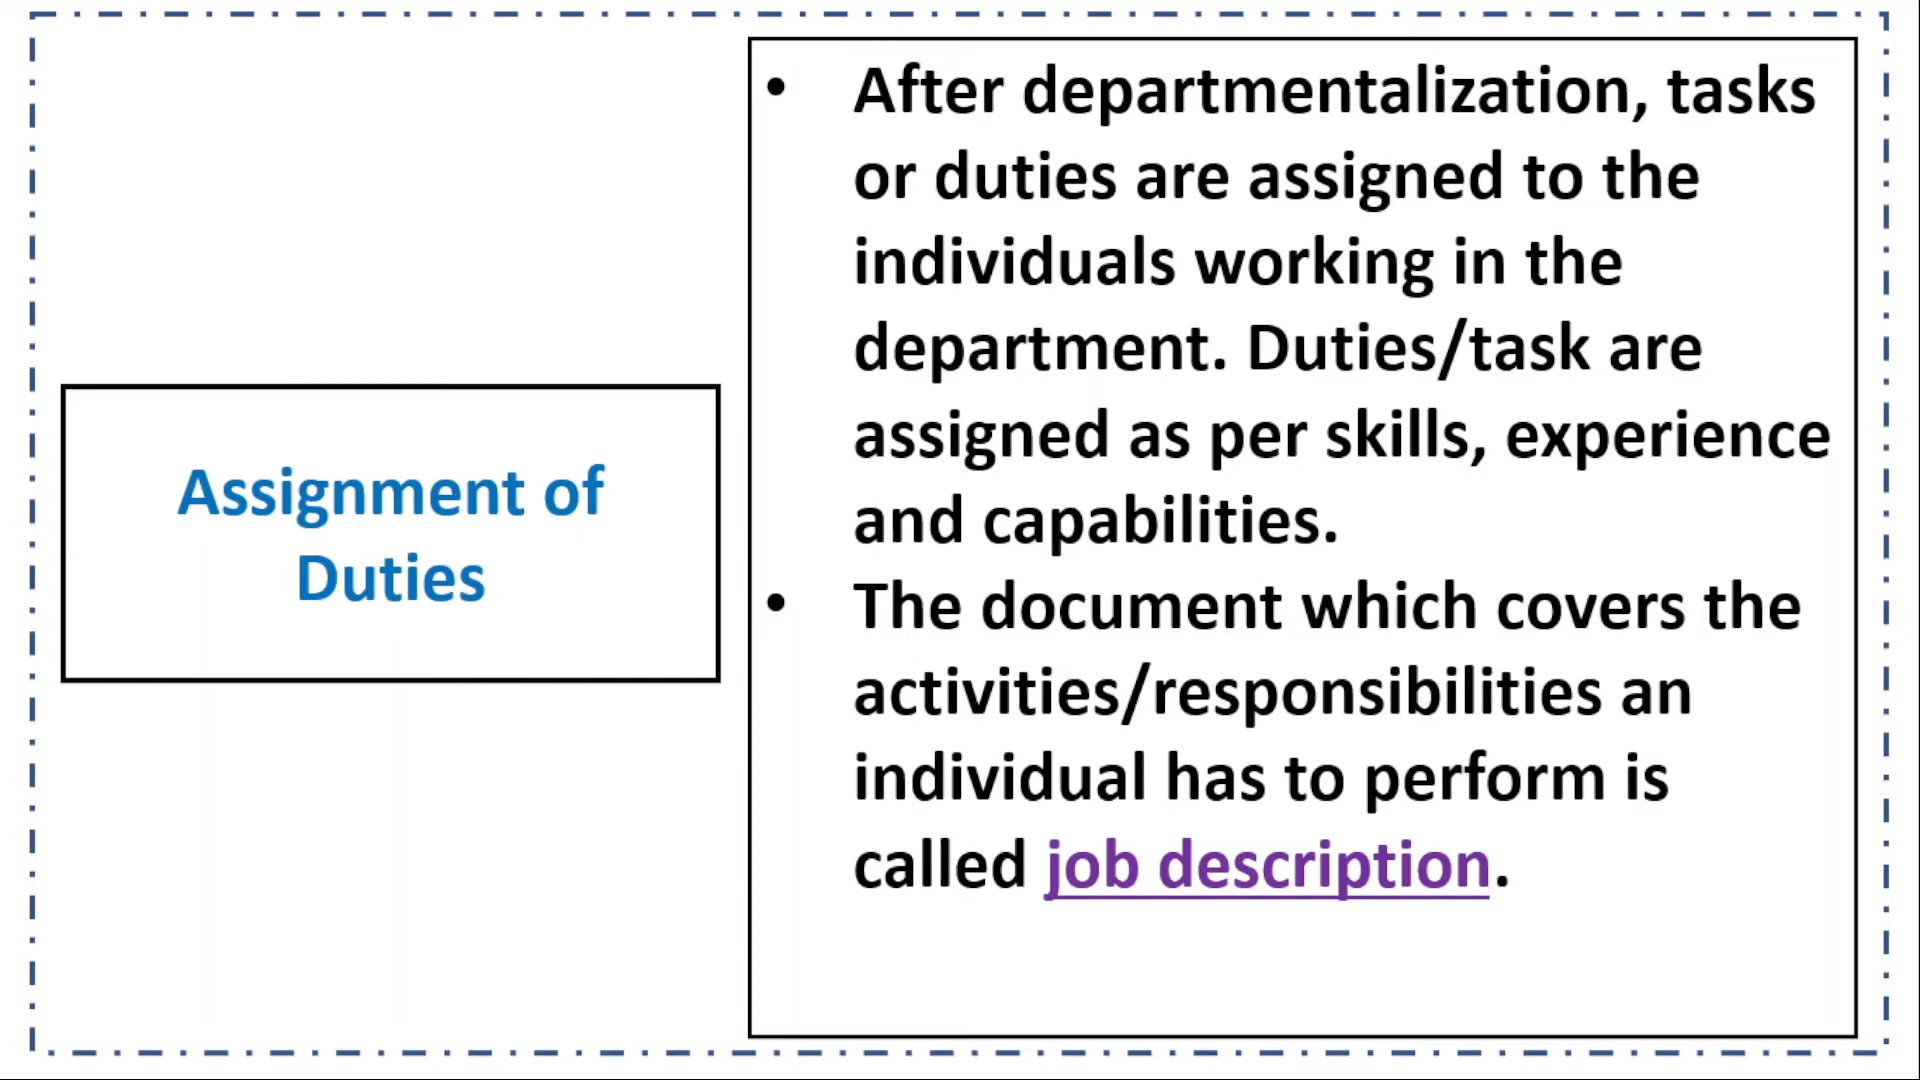 Assignment of
Duties
• After departmentalization, tasks
or duties are assigned to the
individuals working in the
department. Duties/task are
assigned as per skills, experience
and capabilities.
• The document which covers the
activities/responsibilities an
individual has to perform is
called job description.